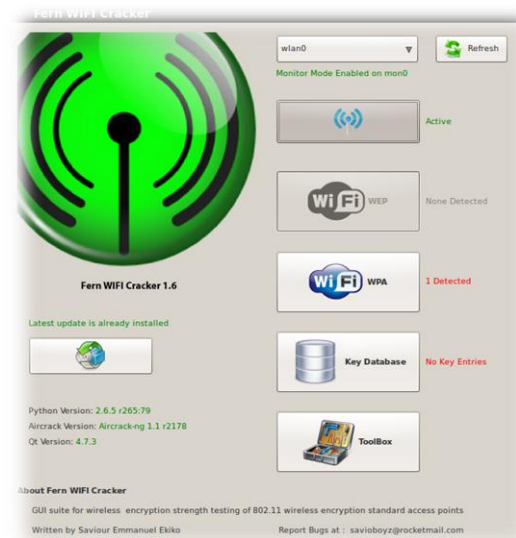 Fern WIFI Cracker
wlan0
Refresh
Monitor Mode Enabled on mon0
Active
WiFi WEP
None Detected
Fern WIFI Cracker 1.6
WiFi WPA
1 Detected
Latest update is already installed
Key Database
No Key Entries
Python Version: 2.6.5 r265:79
Aircrack Version: Aircrack-ng 1.1 r2178
Qt Version: 4.7.3
ToolBox
About Fern WIFI Cracker
GUI suite for wireless encryption strength testing of 802.11 wireless encryption standard access points
Written by Saviour Emmanuel Ekiko
Report Bugs at : savioboyz@rocketmail.com